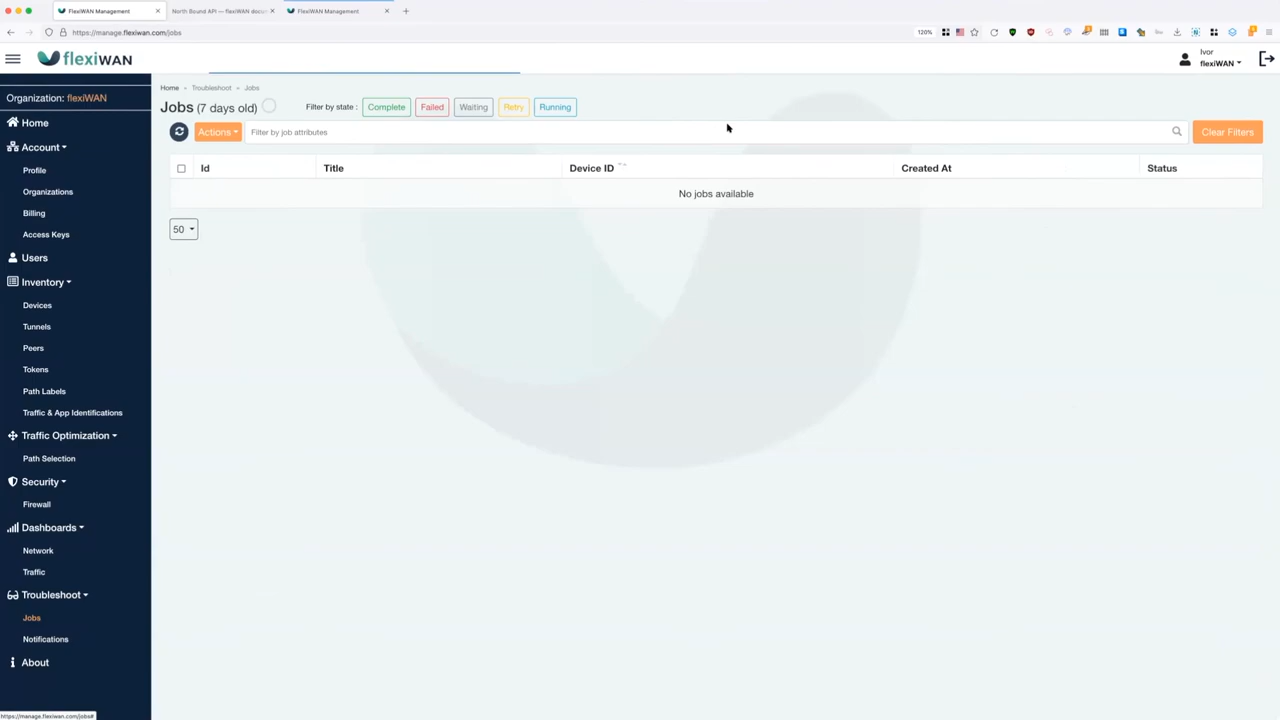 FlexiWAN Management
North Bound API — flexiWAN docu
FlexiWAN Management
https://manage.flexiwan.com/jobs
120%
flexiWAN
Ivor
flexiWAN
Organization: flexiWAN
Home
Account
Profile
Organizations
Billing
Access Keys
Users
Inventory
Devices
Tunnels
Peers
Tokens
Path Labels
Traffic & App Identifications
Traffic Optimization
Path Selection
Security
Firewall
Dashboards
Network
Traffic
Troubleshoot
Jobs
Notifications
About
https://manage.flexiwan.com/jobs#
Home » Troubleshoot » Jobs
Jobs (7 days old)
Filter by state : Complete Failed Waiting Retry Running
Actions Filter by job attributes Clear Filters
Id Title Device ID Created At Status
No jobs available
50